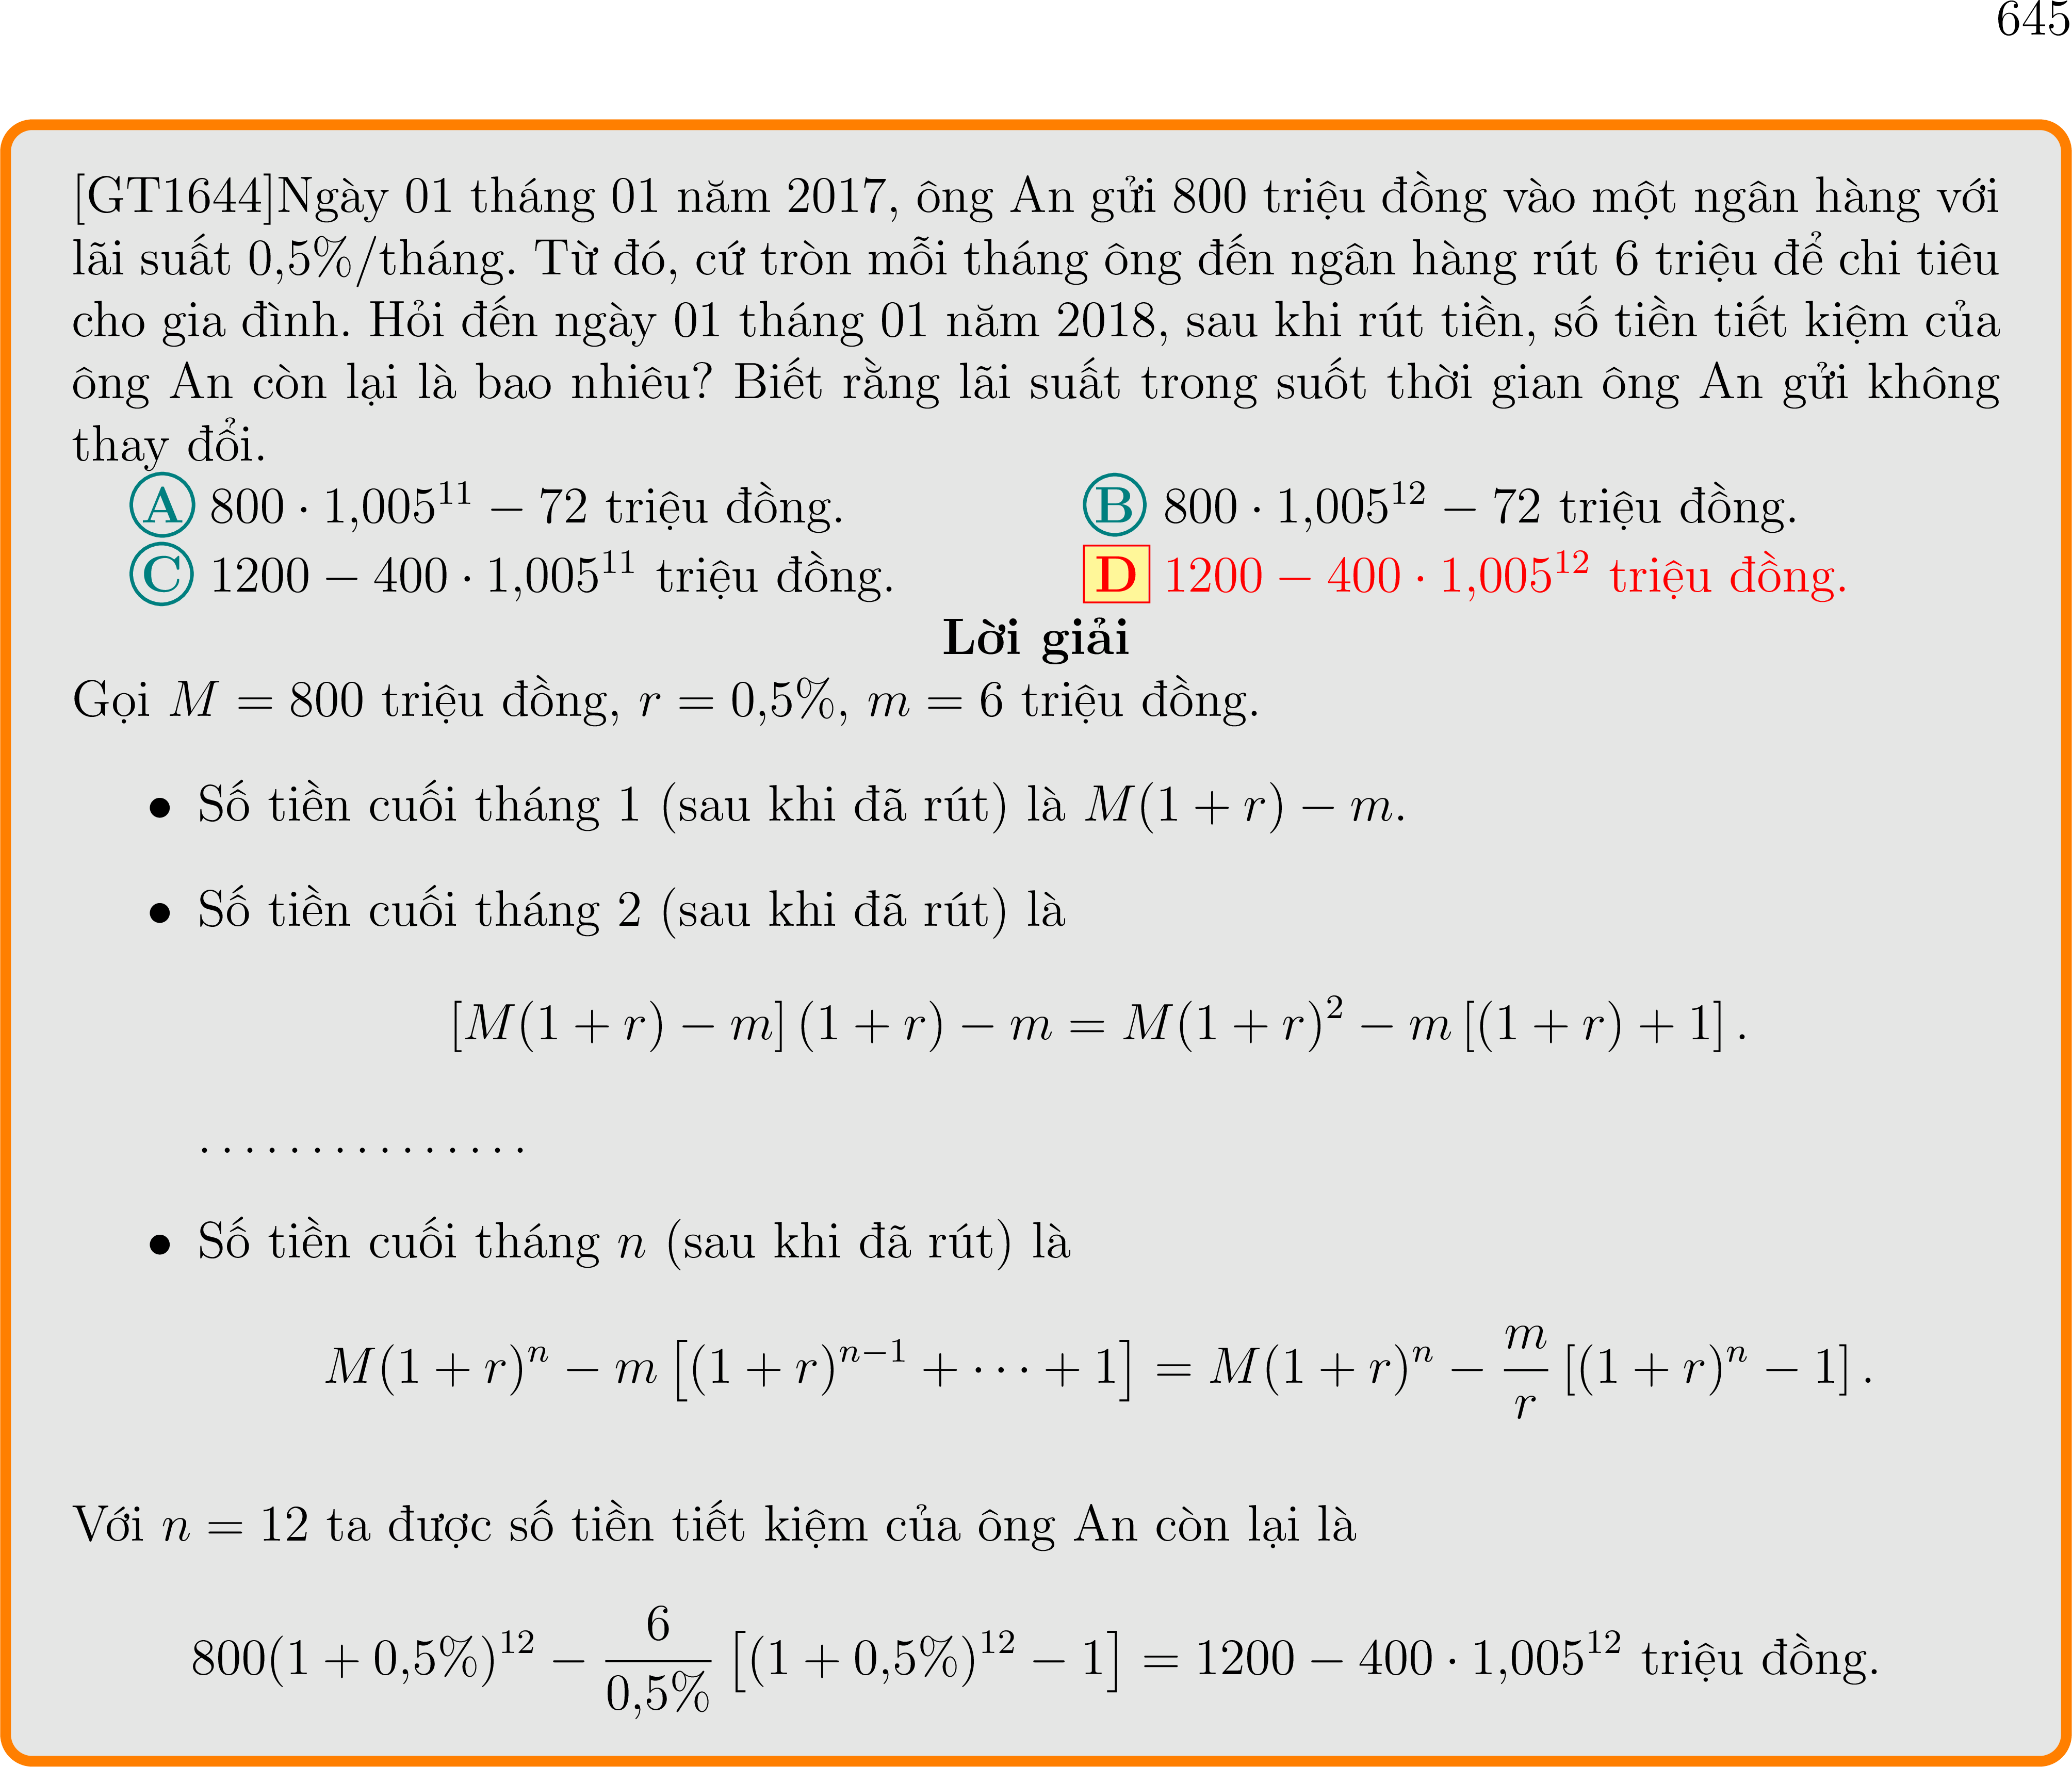 645
[GT1644]Ngày 01 tháng 01 năm 2017, ông An gửi 800 triệu đồng vào một ngân hàng với
lãi suất 0,5%/tháng. Từ đó, cứ tròn mỗi tháng ông đến ngân hàng rút 6 triệu để chi tiêu
cho gia đình. Hỏi đến ngày 01 tháng 01 năm 2018, sau khi rút tiền, số tiền tiết kiệm của
ông An còn lại là bao nhiêu? Biết rằng lãi suất trong suốt thời gian ông An gửi không
thay đổi.
A 800 · 1,005^{11} − 72 triệu đồng. B 800 · 1,005^{12} − 72 triệu đồng.
C 1200 − 400 · 1,005^{11} triệu đồng. D 1200 − 400 · 1,005^{12} triệu đồng.
Lời giải
Gọi M = 800 triệu đồng, r = 0,5%, m = 6 triệu đồng.
• Số tiền cuối tháng 1 (sau khi đã rút) là M(1 + r) − m.
• Số tiền cuối tháng 2 (sau khi đã rút) là
[M(1 + r) − m] (1 + r) − m = M(1 + r)^2 − m [(1 + r) + 1] .
. . . . . . . . . . . . . . .
• Số tiền cuối tháng n (sau khi đã rút) là
M(1 + r)^n − m [(1 + r)^{n−1} + · · · + 1] = M(1 + r)^n − \frac{m}{r} [(1 + r)^n − 1] .
Với n = 12 ta được số tiền tiết kiệm của ông An còn lại là
800(1 + 0,5%)^{12} − \frac{6}{0,5%} [(1 + 0,5%)^{12} − 1] = 1200 − 400 · 1,005^{12} triệu đồng.